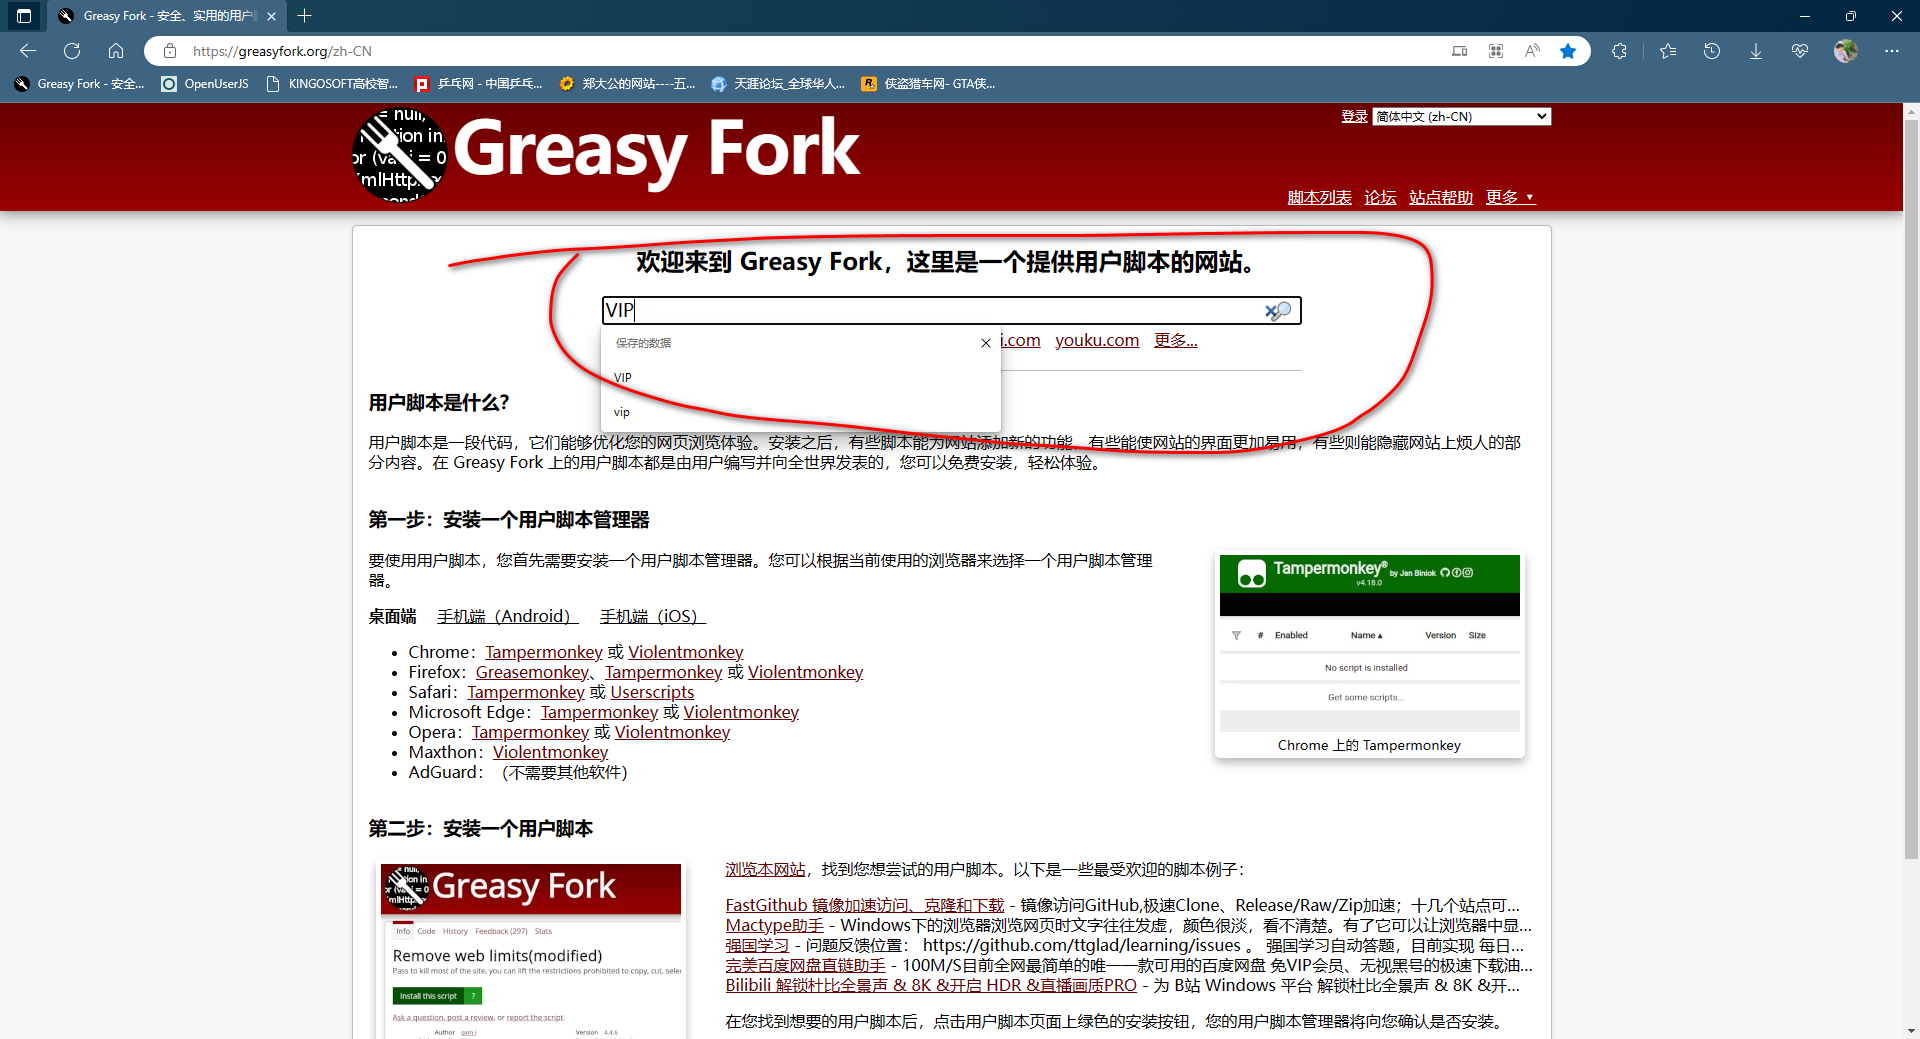 Greasy Fork - 安全、实用的用户
https://greasyfork.org/zh-CN
Greasy Fork - 安全...
OpenUserJS
KINGOSOFT高校智...
乒乓网 - 中国乒乓...
郑大公的网站----五...
天涯论坛_全球华人...
侠盗猎车网- GTA侠...
= null,
tion in
or (va i = 0
mlHttp
Greasy Fork
登录 简体中文 (zh-CN)
脚本列表 论坛 站点帮助 更多 ▼
欢迎来到 Greasy Fork，这里是一个提供用户脚本的网站。
VIP
i.com youku.com 更多...
保存的数据
VIP
vip
用户脚本是什么？
用户脚本是一段代码，它们能够优化您的网页浏览体验。安装之后，有些脚本能为网站添加新的功能，有些能使网站的界面更加易用，有些则能隐藏网站上烦人的部
分内容。在 Greasy Fork 上的用户脚本都是由用户编写并向全世界发表的，您可以免费安装，轻松体验。
第一步：安装一个用户脚本管理器
要使用用户脚本，您首先需要安装一个用户脚本管理器。您可以根据当前使用的浏览器来选择一个用户脚本管理
器。
桌面端 手机端（Android） 手机端（iOS）
Chrome：Tampermonkey 或 Violentmonkey
Firefox：Greasemonkey、Tampermonkey 或 Violentmonkey
Safari：Tampermonkey 或 Userscripts
Microsoft Edge：Tampermonkey 或 Violentmonkey
Opera：Tampermonkey 或 Violentmonkey
Maxthon：Violentmonkey
AdGuard：（不需要其他软件）
Tampermonkey® by Jan Biniok
v4.18.0
# Enabled Name ▴ Version Size
No script is installed
Get some scripts...
Chrome 上的 Tampermonkey
第二步：安装一个用户脚本
Greasy Fork
Info Code History Feedback (297) Stats
Remove web limits(modified)
Pass to kill most of the site, you can lift the restrictions prohibited to copy, cut, selec
Install this script ?
Ask a question, post a review, or report the script.
Author qxin i Version 4.4.6
浏览本网站，找到您想尝试的用户脚本。以下是一些最受欢迎的脚本例子：
FastGithub 镜像加速访问、克隆和下载 - 镜像访问GitHub,极速Clone、Release/Raw/Zip加速；十几个站点可...
Mactype助手 - Windows下的浏览器浏览网页时文字往往发虚，颜色很淡，看不清楚。有了它可以让浏览器中显...
强国学习 - 问题反馈位置： https://github.com/ttglad/learning/issues 。 强国学习自动答题，目前实现 每日...
完美百度网盘直链助手 - 100M/S目前全网最简单的唯一一款可用的百度网盘 免VIP会员、无视黑号的极速下载油...
Bilibili 解锁杜比全景声 & 8K &开启 HDR &直播画质PRO - 为 B站 Windows 平台 解锁杜比全景声 & 8K &开...
在您找到想要的用户脚本后，点击用户脚本页面上绿色的安装按钮，您的用户脚本管理器将向您确认是否安装。